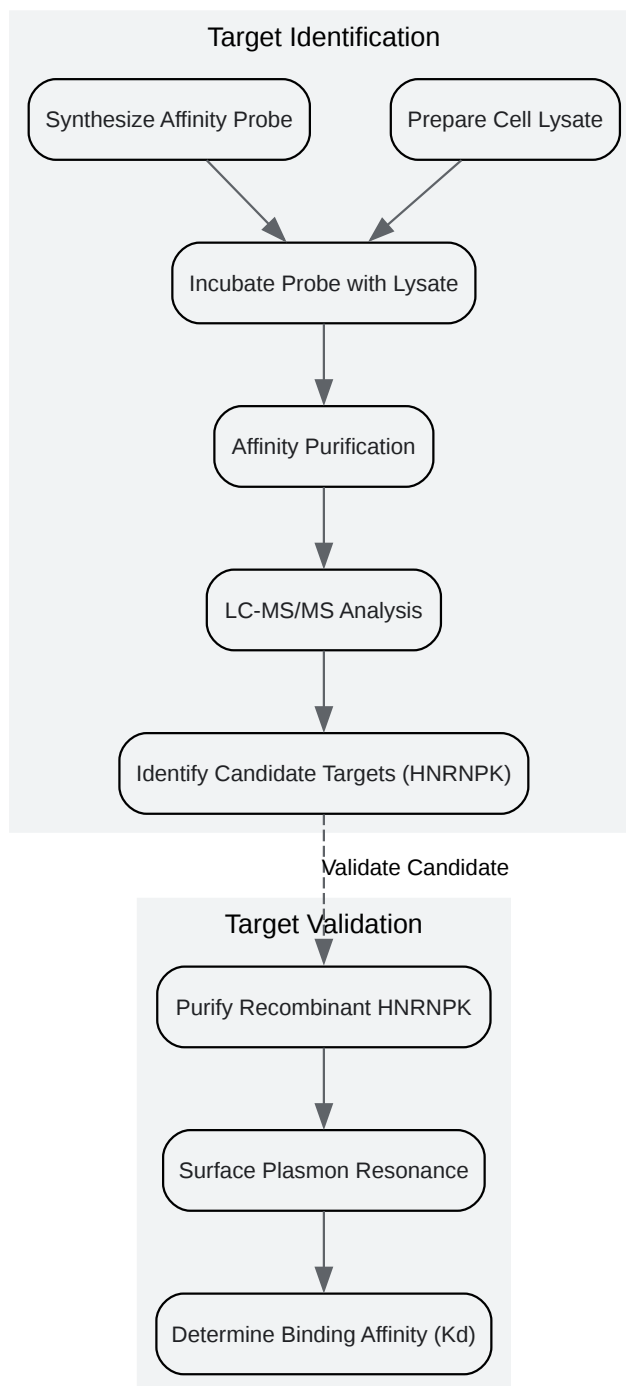 Target Identification
Synthesize Affinity Probe
Prepare Cell Lysate
Incubate Probe with Lysate
Affinity Purification
LC-MS/MS Analysis
Identify Candidate Targets (HNRNPK)
Validate Candidate
Target Validation
Purify Recombinant HNRNPK
Surface Plasmon Resonance
Determine Binding Affinity (Kd)